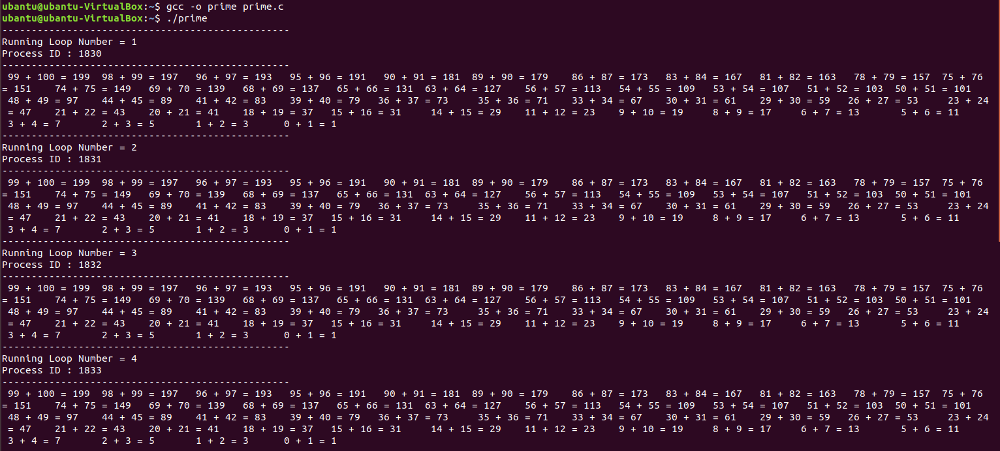 ubantu@ubantu-VirtualBox:~$ gcc -o prime prime.c
ubantu@ubantu-VirtualBox:~$ ./prime
-------------------------------------------------
Running Loop Number = 1
Process ID : 1830
-------------------------------------------------
 99 + 100 = 199  98 + 99 = 197   96 + 97 = 193   95 + 96 = 191   90 + 91 = 181  89 + 90 = 179    86 + 87 = 173   83 + 84 = 167   81 + 82 = 163   78 + 79 = 157  75 + 76
= 151    74 + 75 = 149   69 + 70 = 139   68 + 69 = 137   65 + 66 = 131  63 + 64 = 127    56 + 57 = 113   54 + 55 = 109   53 + 54 = 107   51 + 52 = 103  50 + 51 = 101
 48 + 49 = 97    44 + 45 = 89    41 + 42 = 83    39 + 40 = 79   36 + 37 = 73     35 + 36 = 71    33 + 34 = 67    30 + 31 = 61    29 + 30 = 59   26 + 27 = 53     23 + 24
= 47    21 + 22 = 43    20 + 21 = 41    18 + 19 = 37   15 + 16 = 31     14 + 15 = 29    11 + 12 = 23    9 + 10 = 19     8 + 9 = 17     6 + 7 = 13       5 + 6 = 11
 3 + 4 = 7       2 + 3 = 5       1 + 2 = 3      0 + 1 = 1
-------------------------------------------------
Running Loop Number = 2
Process ID : 1831
-------------------------------------------------
 99 + 100 = 199  98 + 99 = 197   96 + 97 = 193   95 + 96 = 191   90 + 91 = 181  89 + 90 = 179    86 + 87 = 173   83 + 84 = 167   81 + 82 = 163   78 + 79 = 157  75 + 76
= 151    74 + 75 = 149   69 + 70 = 139   68 + 69 = 137   65 + 66 = 131  63 + 64 = 127    56 + 57 = 113   54 + 55 = 109   53 + 54 = 107   51 + 52 = 103  50 + 51 = 101
 48 + 49 = 97    44 + 45 = 89    41 + 42 = 83    39 + 40 = 79   36 + 37 = 73     35 + 36 = 71    33 + 34 = 67    30 + 31 = 61    29 + 30 = 59   26 + 27 = 53     23 + 24
= 47    21 + 22 = 43    20 + 21 = 41    18 + 19 = 37   15 + 16 = 31     14 + 15 = 29    11 + 12 = 23    9 + 10 = 19     8 + 9 = 17     6 + 7 = 13       5 + 6 = 11
 3 + 4 = 7       2 + 3 = 5       1 + 2 = 3      0 + 1 = 1
-------------------------------------------------
Running Loop Number = 3
Process ID : 1832
-------------------------------------------------
 99 + 100 = 199  98 + 99 = 197   96 + 97 = 193   95 + 96 = 191   90 + 91 = 181  89 + 90 = 179    86 + 87 = 173   83 + 84 = 167   81 + 82 = 163   78 + 79 = 157  75 + 76
= 151    74 + 75 = 149   69 + 70 = 139   68 + 69 = 137   65 + 66 = 131  63 + 64 = 127    56 + 57 = 113   54 + 55 = 109   53 + 54 = 107   51 + 52 = 103  50 + 51 = 101
 48 + 49 = 97    44 + 45 = 89    41 + 42 = 83    39 + 40 = 79   36 + 37 = 73     35 + 36 = 71    33 + 34 = 67    30 + 31 = 61    29 + 30 = 59   26 + 27 = 53     23 + 24
= 47    21 + 22 = 43    20 + 21 = 41    18 + 19 = 37   15 + 16 = 31     14 + 15 = 29    11 + 12 = 23    9 + 10 = 19     8 + 9 = 17     6 + 7 = 13       5 + 6 = 11
 3 + 4 = 7       2 + 3 = 5       1 + 2 = 3      0 + 1 = 1
-------------------------------------------------
Running Loop Number = 4
Process ID : 1833
-------------------------------------------------
 99 + 100 = 199  98 + 99 = 197   96 + 97 = 193   95 + 96 = 191   90 + 91 = 181  89 + 90 = 179    86 + 87 = 173   83 + 84 = 167   81 + 82 = 163   78 + 79 = 157  75 + 76
= 151    74 + 75 = 149   69 + 70 = 139   68 + 69 = 137   65 + 66 = 131  63 + 64 = 127    56 + 57 = 113   54 + 55 = 109   53 + 54 = 107   51 + 52 = 103  50 + 51 = 101
 48 + 49 = 97    44 + 45 = 89    41 + 42 = 83    39 + 40 = 79   36 + 37 = 73     35 + 36 = 71    33 + 34 = 67    30 + 31 = 61    29 + 30 = 59   26 + 27 = 53     23 + 24
= 47    21 + 22 = 43    20 + 21 = 41    18 + 19 = 37   15 + 16 = 31     14 + 15 = 29    11 + 12 = 23    9 + 10 = 19     8 + 9 = 17     6 + 7 = 13       5 + 6 = 11
 3 + 4 = 7       2 + 3 = 5       1 + 2 = 3      0 + 1 = 1